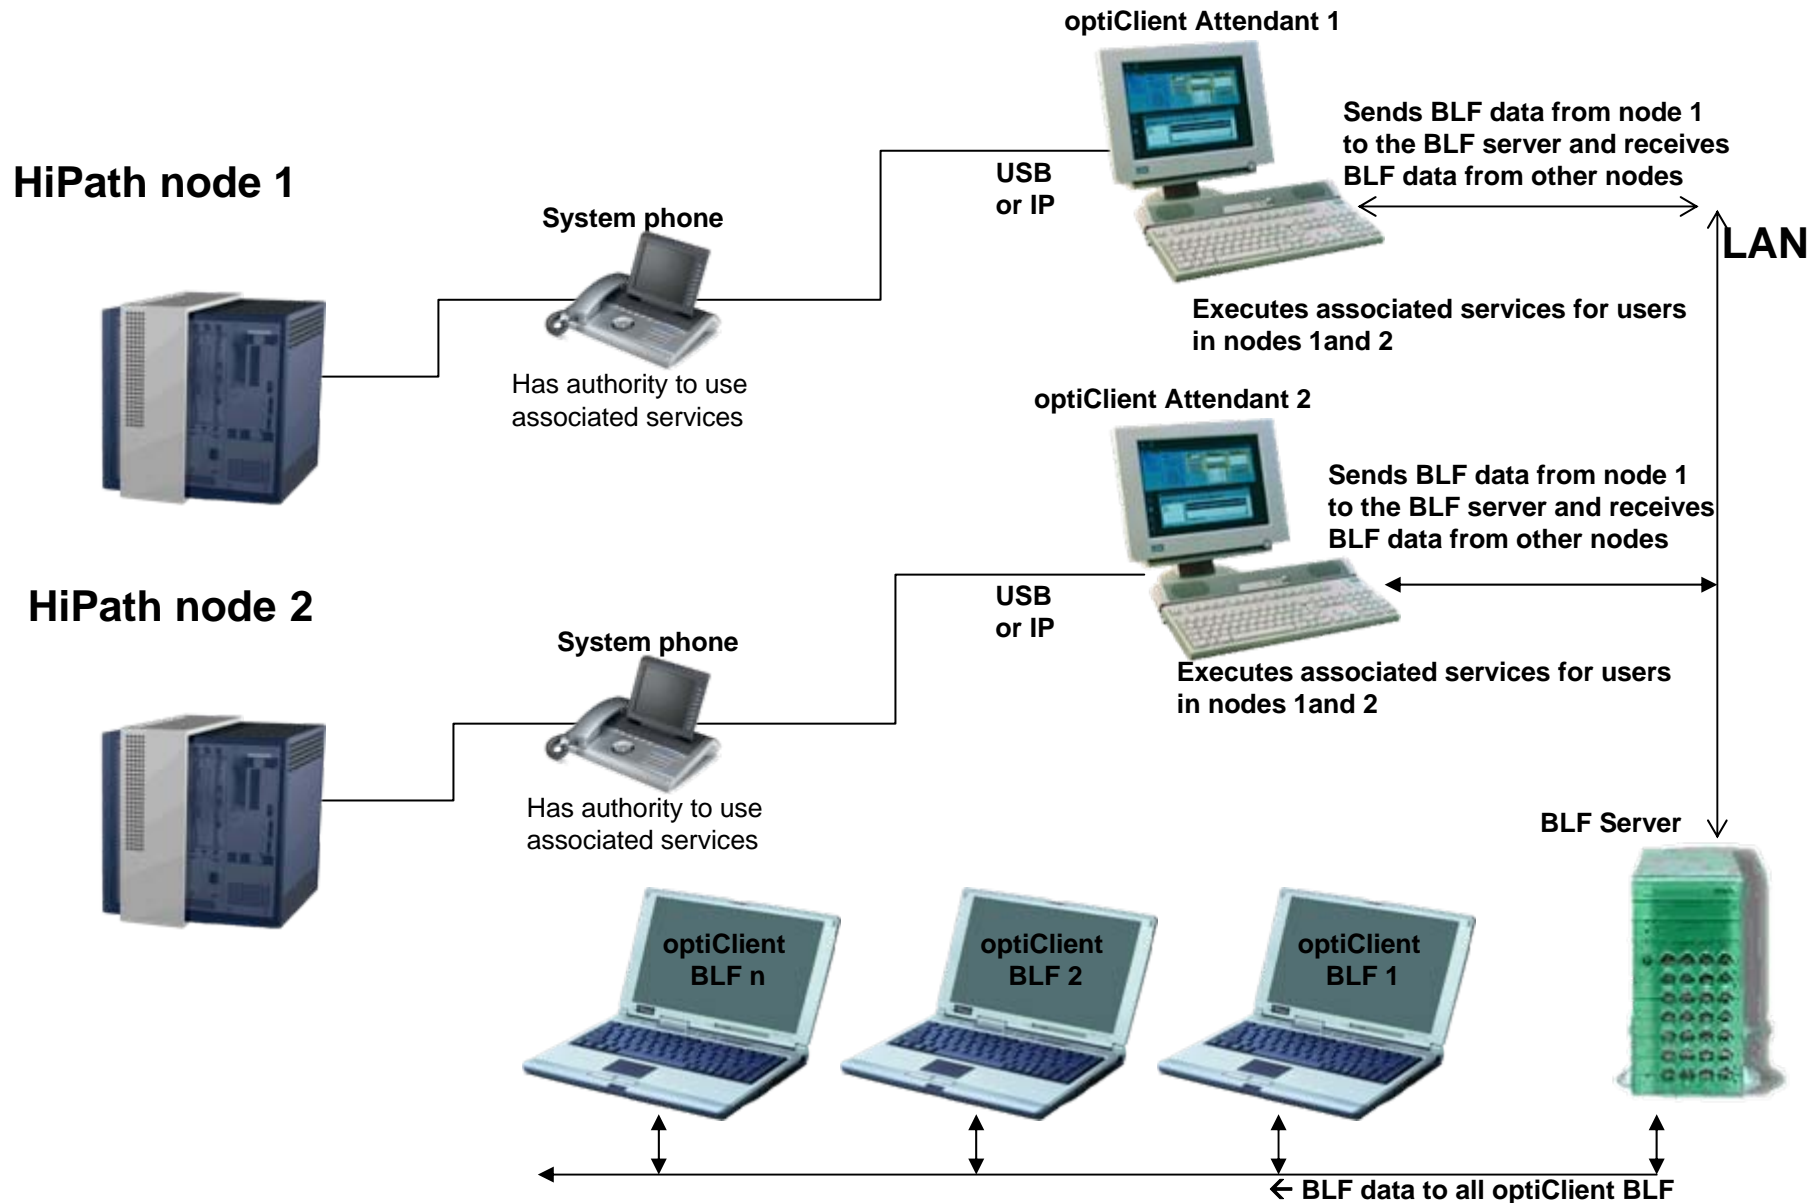 optiClient Attendant 1
Sends BLF data from node 1
to the BLF server and receives
BLF data from other nodes
HiPath node 1
USB
or IP
System phone
LAN
Executes associated services for users
in nodes 1and 2
Has authority to use
associated services
optiClient Attendant 2
Sends BLF data from node 1
to the BLF server and receives
BLF data from other nodes
HiPath node 2
USB
or IP
System phone
Executes associated services for users
in nodes 1and 2
Has authority to use
associated services
BLF Server
optiClient
BLF n
optiClient
BLF 2
optiClient
BLF 1
← BLF data to all optiClient BLF